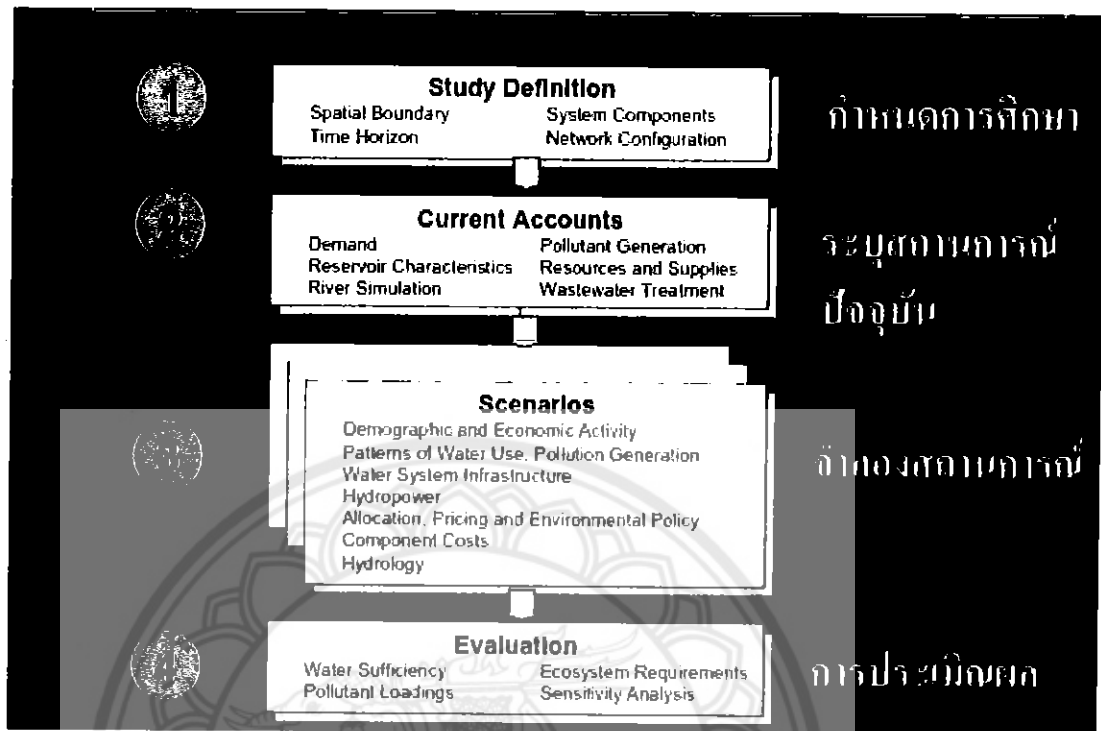 1
Study Definition
Spatial Boundary System Components
Time Horizon Network Configuration
กำหนดการศึกษา
2
Current Accounts
Demand Pollutant Generation
Reservoir Characteristics Resources and Supplies
River Simulation Wastewater Treatment
ระบุสถานการณ์
ปัจจุบัน
3
Scenarios
Demographic and Economic Activity
Patterns of Water Use, Pollution Generation
Water System Infrastructure
Hydropower
Allocation, Pricing and Environmental Policy
Component Costs
Hydrology
จำลองสถานการณ์
4
Evaluation
Water Sufficiency Ecosystem Requirements
Pollutant Loadings Sensitivity Analysis
การประเมินผล